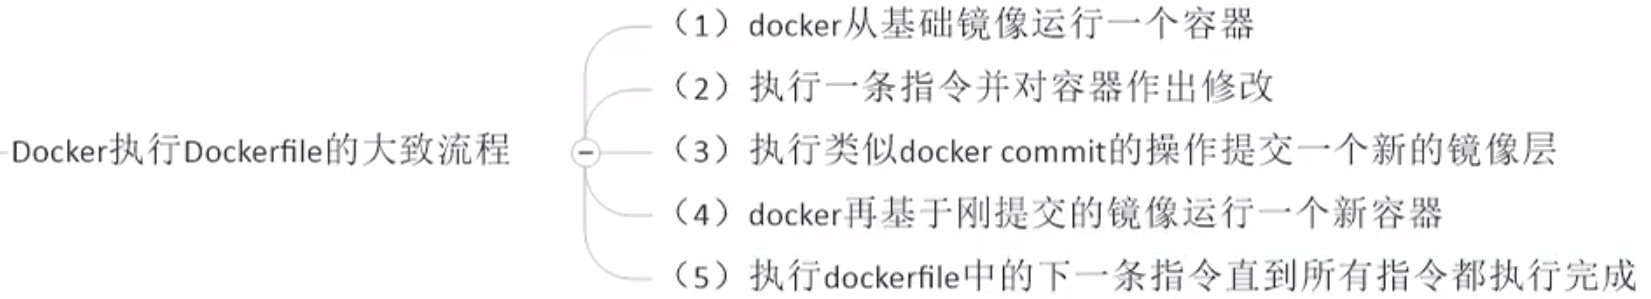 Docker执行Dockerfile的大致流程
（1）docker从基础镜像运行一个容器
（2）执行一条指令并对容器作出修改
（3）执行类似docker commit的操作提交一个新的镜像层
（4）docker再基于刚提交的镜像运行一个新容器
（5）执行dockerfile中的下一条指令直到所有指令都执行完成